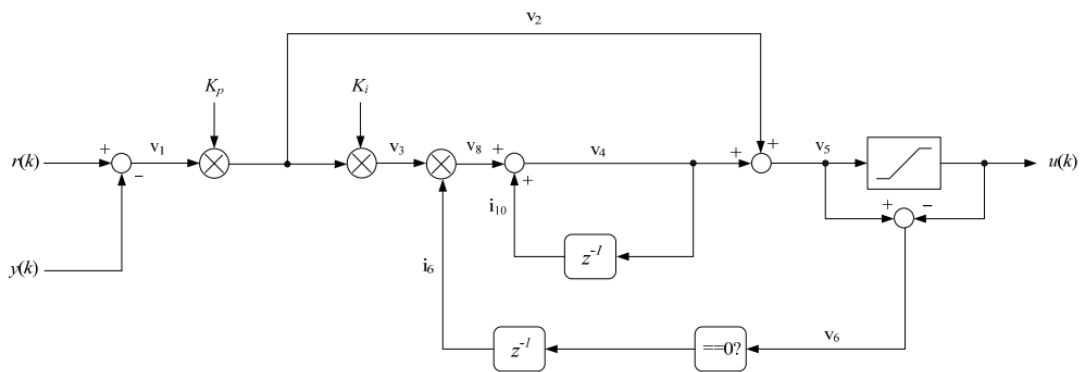 v₂
Kₚ
Kᵢ
r(k)
+
−
v₁
v₃
v₈
+
+
v₄
+
+
v₅
u(k)
i₁₀
+
−
y(k)
z⁻¹
i₆
z⁻¹
==0?
v₆